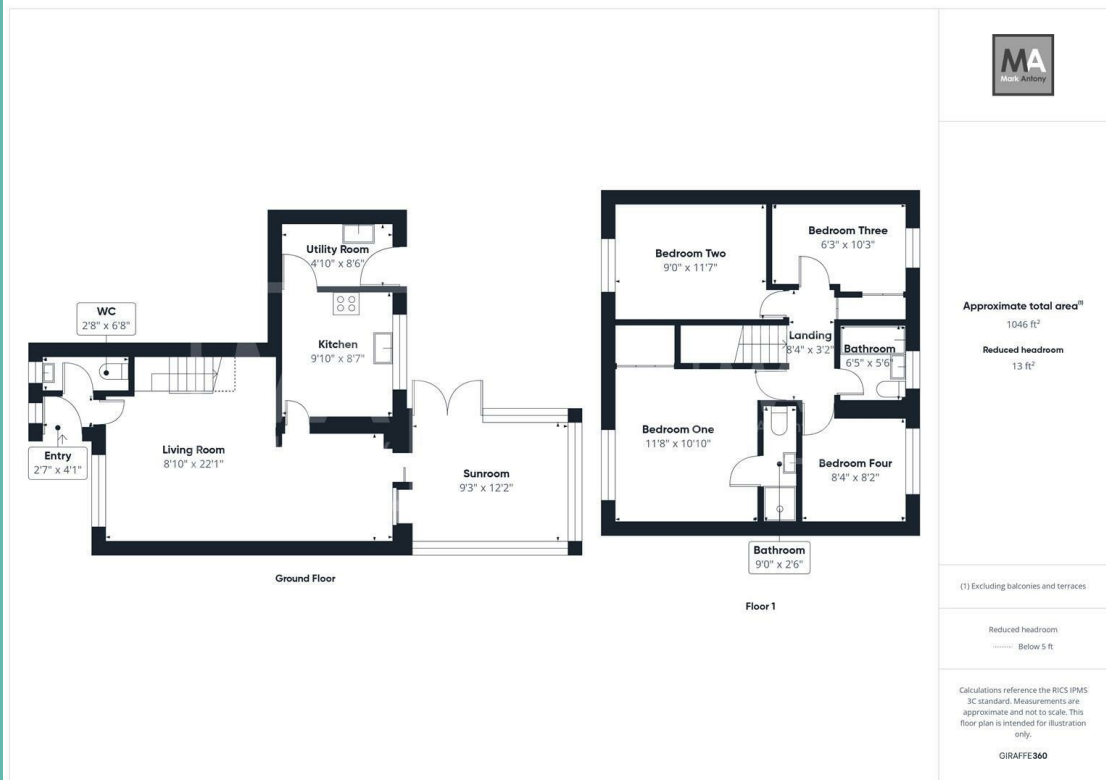 MA
Mark Antony
Utility Room
4'10" x 8'6"
WC
2'8" x 6'8"
Kitchen
9'10" x 8'7"
Living Room
8'10" x 22'1"
Entry
2'7" x 4'1"
Sunroom
9'3" x 12'2"
Ground Floor
Bedroom Two
9'0" x 11'7"
Bedroom Three
6'3" x 10'3"
Landing
8'4" x 3'2"
Bathroom
6'5" x 5'6"
Bedroom One
11'8" x 10'10"
Bedroom Four
8'4" x 8'2"
Bathroom
9'0" x 2'6"
Floor 1
Approximate total area(1)
1046 ft²
Reduced headroom
13 ft²
(1) Excluding balconies and terraces
Reduced headroom
Below 5 ft
Calculations reference the RICS IPMS
3C standard. Measurements are
approximate and not to scale. This
floor plan is intended for illustration
only.
GIRAFFE360